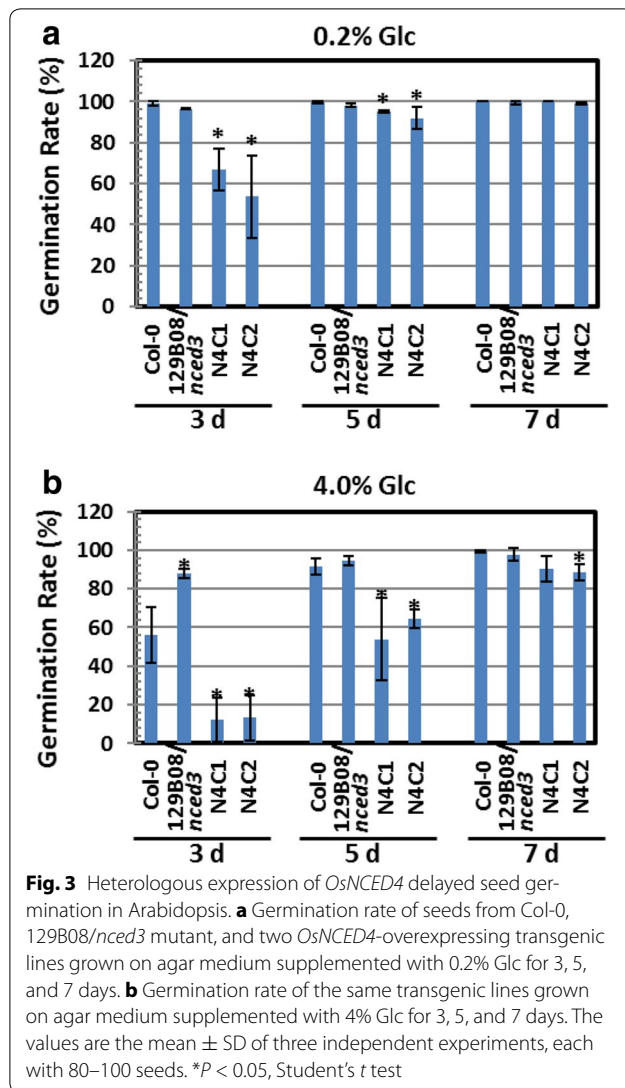 a
0.2% Glc
Germination Rate (%)
120
100
80
60
40
20
0
* * * *
Col-0
129B08/
nced3
N4C1
N4C2
Col-0
129B08/
nced3
N4C1
N4C2
Col-0
129B08/
nced3
N4C1
N4C2
3 d 5 d 7 d
b
4.0% Glc
Germination Rate (%)
120
100
80
60
40
20
0
* * * * * *
Col-0
129B08/
nced3
N4C1
N4C2
Col-0
129B08/
nced3
N4C1
N4C2
Col-0
129B08/
nced3
N4C1
N4C2
3 d 5 d 7 d
Fig. 3 Heterologous expression of OsNCED4 delayed seed ger-
mination in Arabidopsis. a Germination rate of seeds from Col-0,
129B08/nced3 mutant, and two OsNCED4-overexpressing transgenic
lines grown on agar medium supplemented with 0.2% Glc for 3, 5,
and 7 days. b Germination rate of the same transgenic lines grown
on agar medium supplemented with 4% Glc for 3, 5, and 7 days. The
values are the mean ± SD of three independent experiments, each
with 80–100 seeds. *P < 0.05, Student's t test